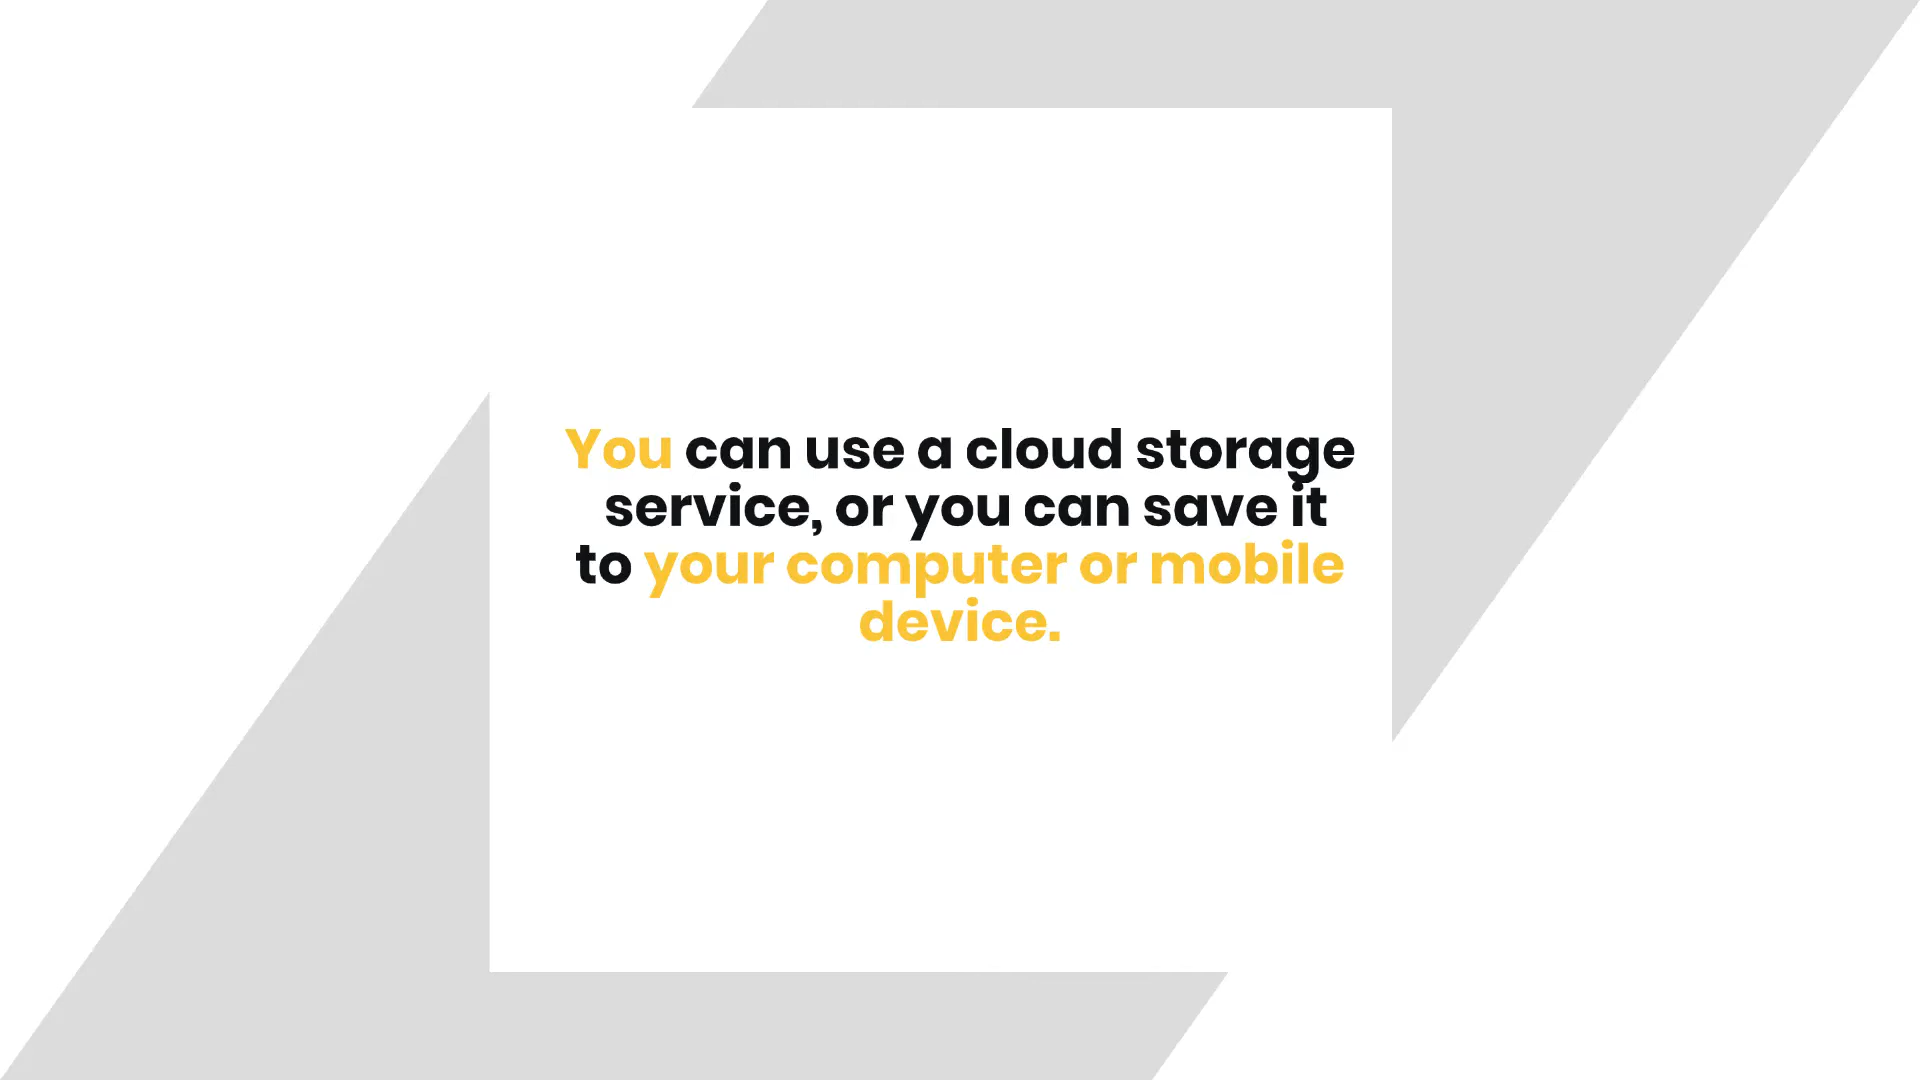 You can use a cloud storage
service, or you can save it
to your computer or mobile
device.